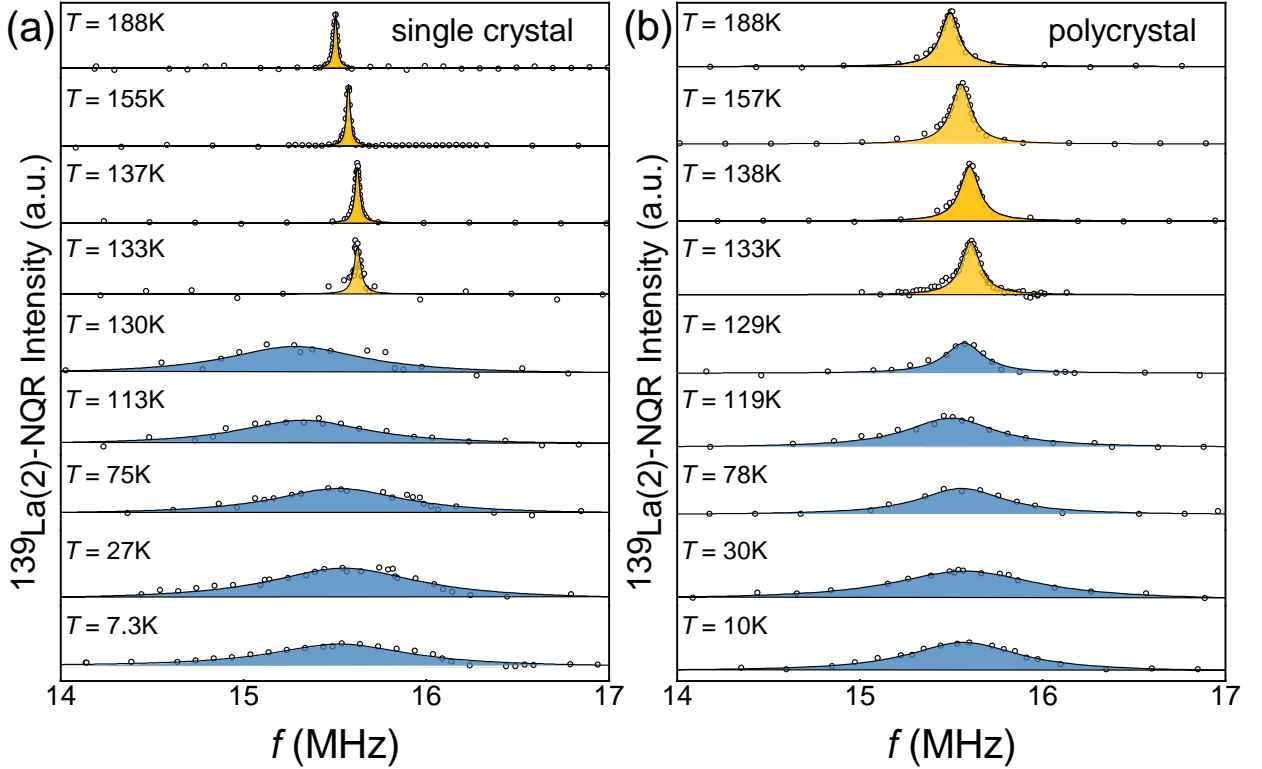 (a)
single crystal
T = 188K
T = 155K
T = 137K
T = 133K
T = 130K
T = 113K
T = 75K
T = 27K
T = 7.3K
139La(2)-NQR Intensity (a.u.)
14 15 16 17
f (MHz)
(b)
polycrystal
T = 188K
T = 157K
T = 138K
T = 133K
T = 129K
T = 119K
T = 78K
T = 30K
T = 10K
139La(2)-NQR Intensity (a.u.)
14 15 16 17
f (MHz)